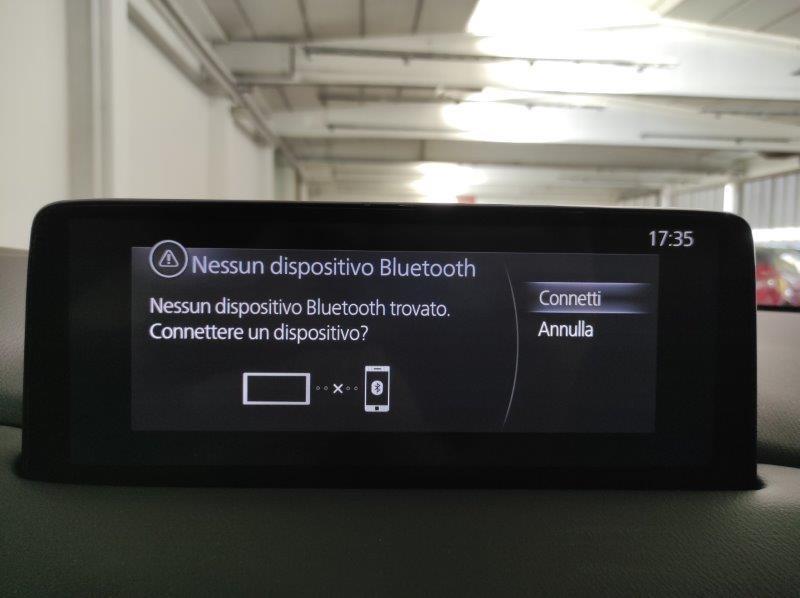 17:35
Nessun dispositivo Bluetooth
Nessun dispositivo Bluetooth trovato.
Connettere un dispositivo?
Connetti
Annulla